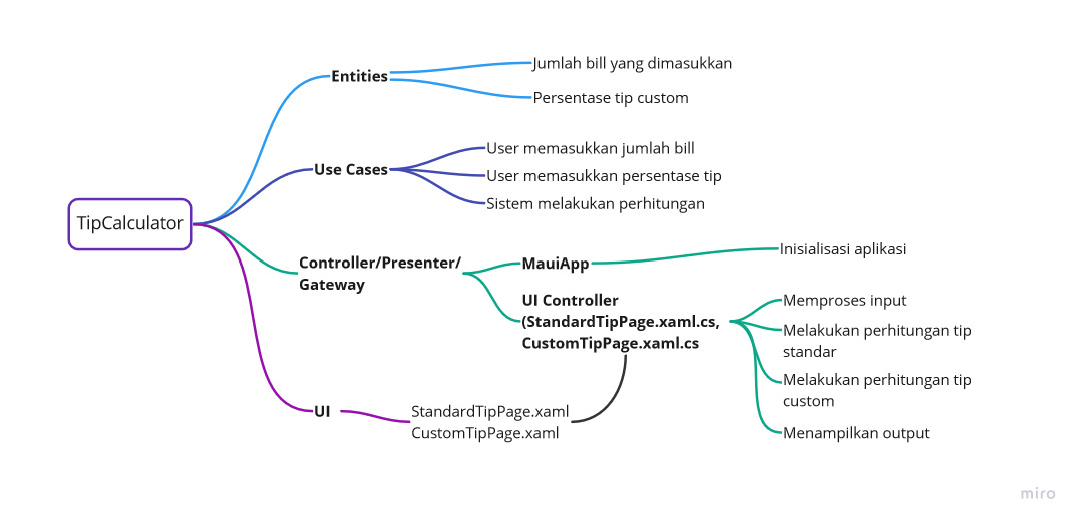 TipCalculator
Entities
Jumlah bill yang dimasukkan
Persentase tip custom
Use Cases
User memasukkan jumlah bill
User memasukkan persentase tip
Sistem melakukan perhitungan
Controller/Presenter/
Gateway
MauiApp
Inisialisasi aplikasi
UI Controller
(StandardTipPage.xaml.cs,
CustomTipPage.xaml.cs
Memproses input
Melakukan perhitungan tip
standar
Melakukan perhitungan tip
custom
Menampilkan output
UI
StandardTipPage.xaml
CustomTipPage.xaml
miro